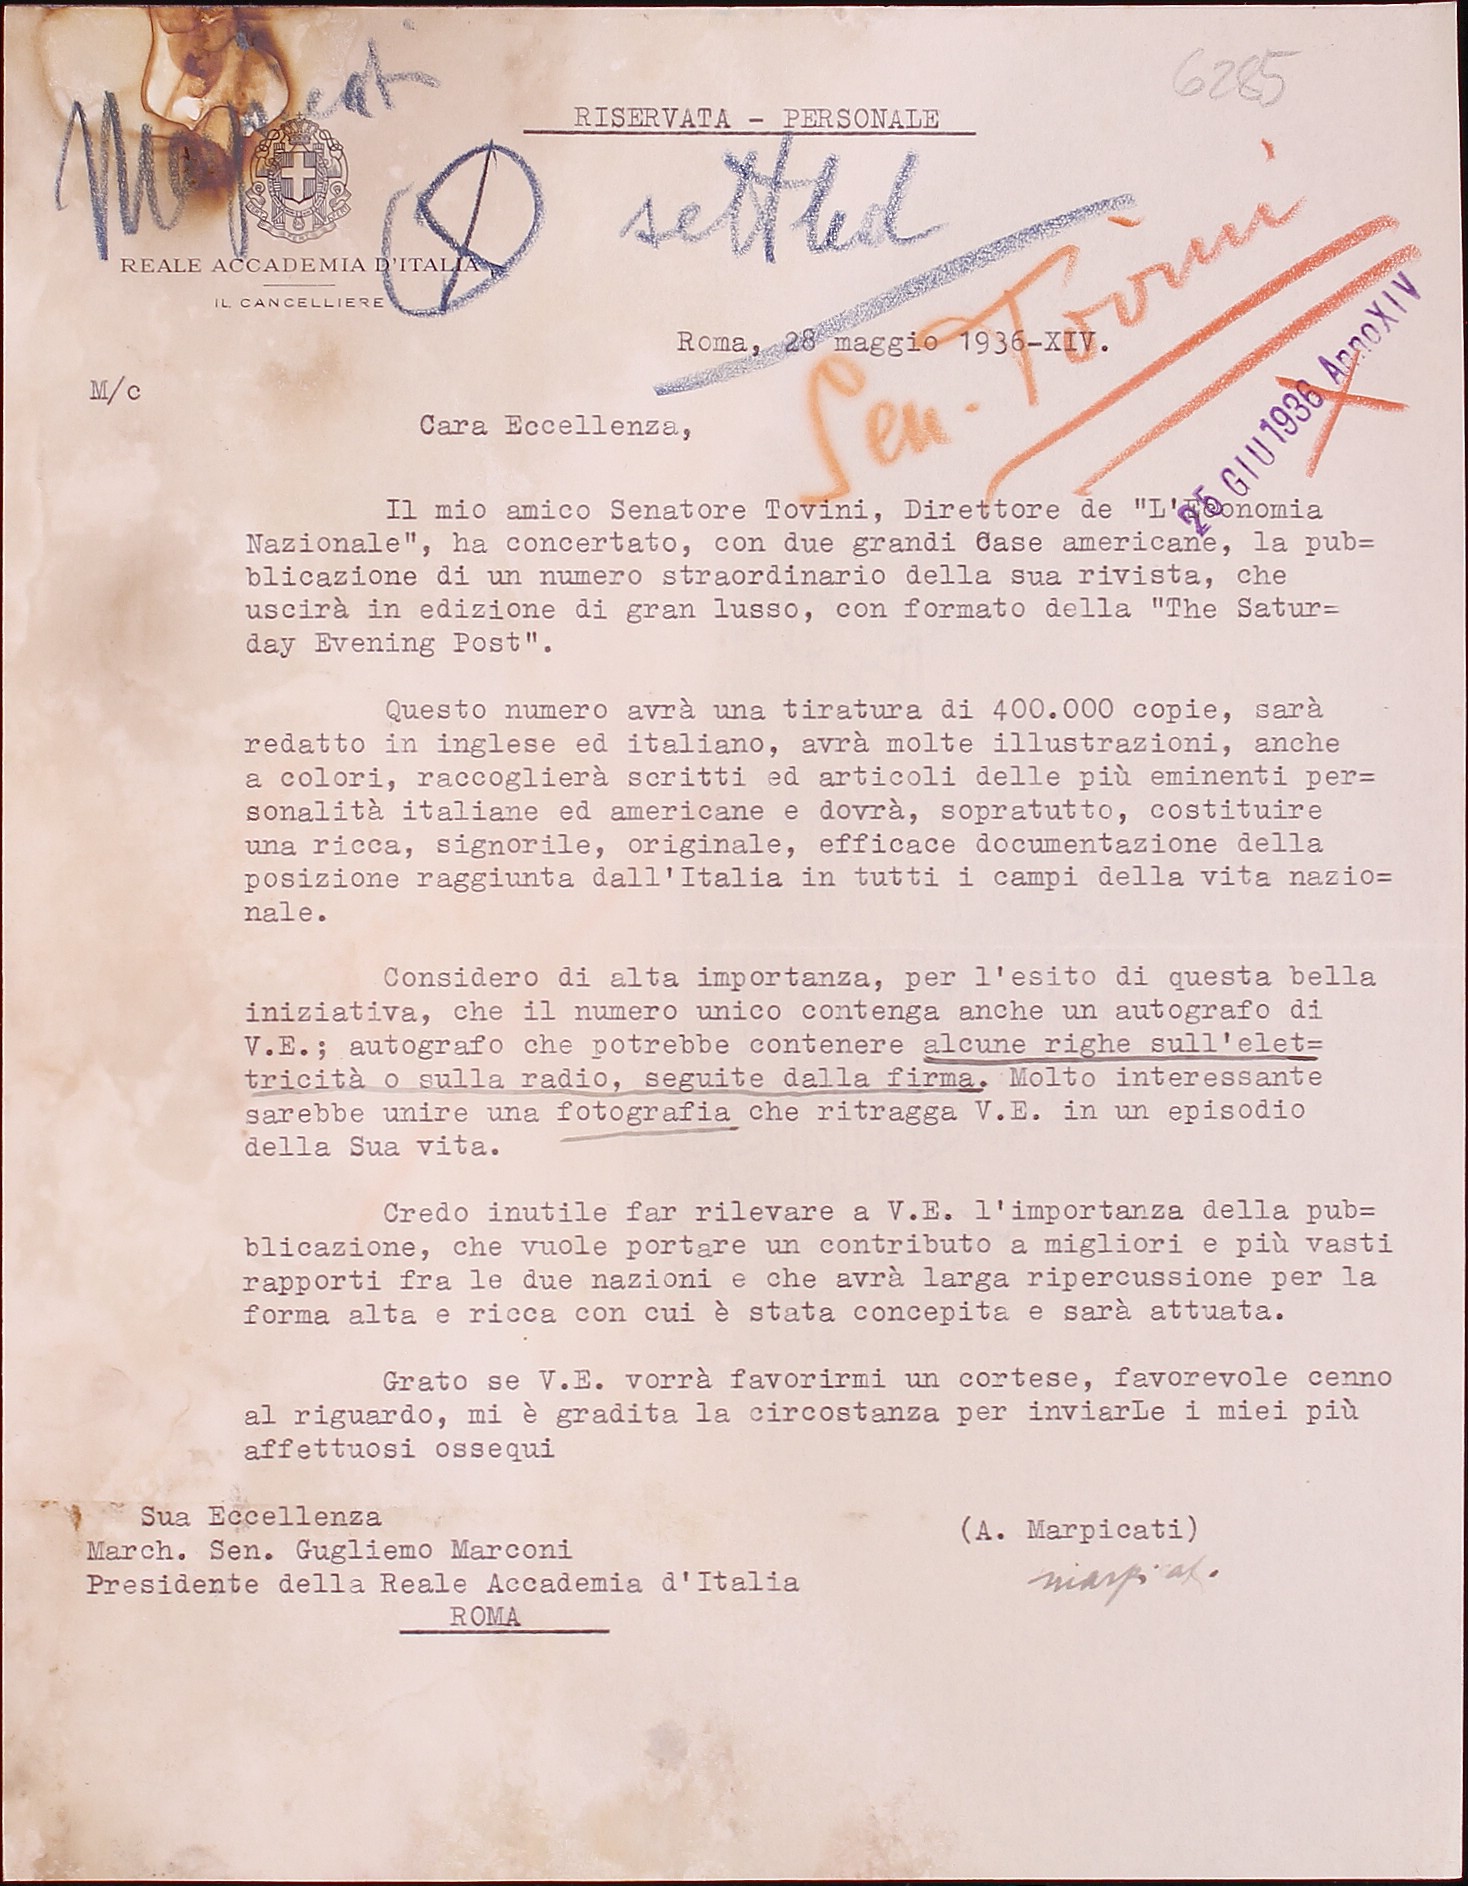 6285
RISERVATA - PERSONALE
settled
REALE ACCADEMIA D'ITALIA
IL CANCELLIERE
Sen. Tovini
25 GIU 1936 Anno XIV
Roma, 28 maggio 1936-XIV.
M/c
Cara Eccellenza,
Il mio amico Senatore Tovini, Direttore de "L'Economia
Nazionale", ha concertato, con due grandi Case americane, la pub=
blicazione di un numero straordinario della sua rivista, che
uscirà in edizione di gran lusso, con formato della "The Satur=
day Evening Post".
Questo numero avrà una tiratura di 400.000 copie, sarà
redatto in inglese ed italiano, avrà molte illustrazioni, anche
a colori, raccoglierà scritti ed articoli delle più eminenti per=
sonalità italiane ed americane e dovrà, sopratutto, costituire
una ricca, signorile, originale, efficace documentazione della
posizione raggiunta dall'Italia in tutti i campi della vita nazio=
nale.
Considero di alta importanza, per l'esito di questa bella
iniziativa, che il numero unico contenga anche un autografo di
V.E.; autografo che potrebbe contenere alcune righe sull'elet=
tricità o sulla radio, seguite dalla firma. Molto interessante
sarebbe unire una fotografia che ritragga V.E. in un episodio
della Sua vita.
Credo inutile far rilevare a V.E. l'importanza della pub=
blicazione, che vuole portare un contributo a migliori e più vasti
rapporti fra le due nazioni e che avrà larga ripercussione per la
forma alta e ricca con cui è stata concepita e sarà attuata.
Grato se V.E. vorrà favorirmi un cortese, favorevole cenno
al riguardo, mi è gradita la circostanza per inviarLe i miei più
affettuosi ossequi
Sua Eccellenza
March. Sen. Gugliemo Marconi
Presidente della Reale Accademia d'Italia
ROMA
(A. Marpicati)
Marpicati